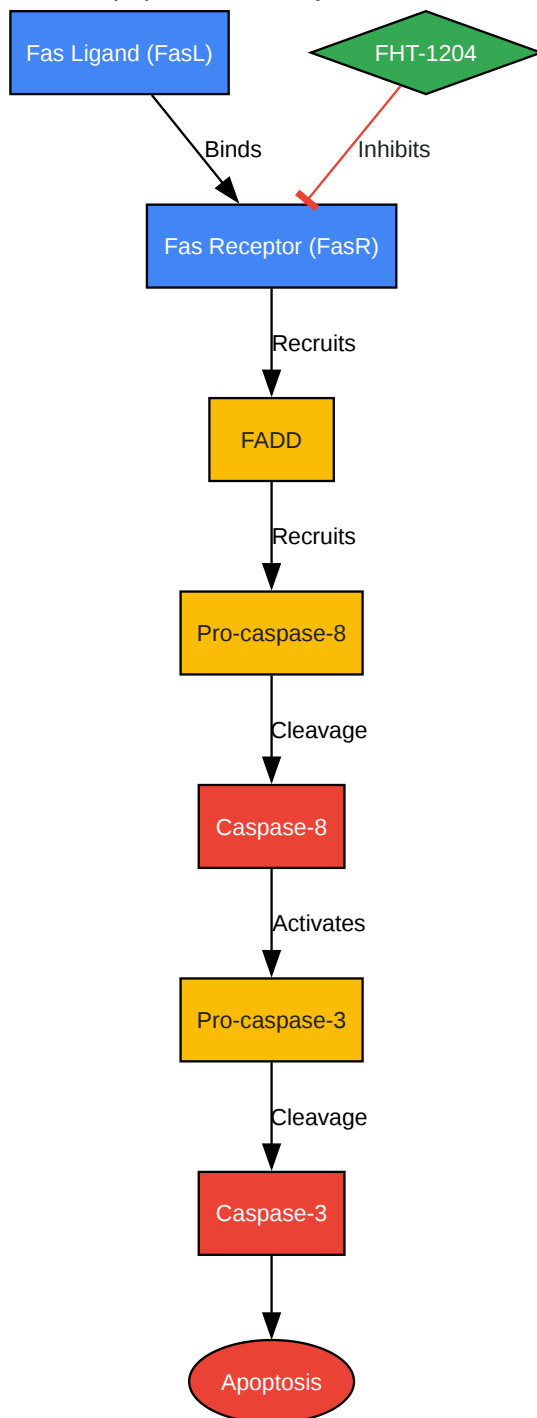 Fas Ligand (FasL)
FHT-1204
Binds
Inhibits
Fas Receptor (FasR)
Recruits
FADD
Recruits
Pro-caspase-8
Cleavage
Caspase-8
Activates
Pro-caspase-3
Cleavage
Caspase-3
Apoptosis